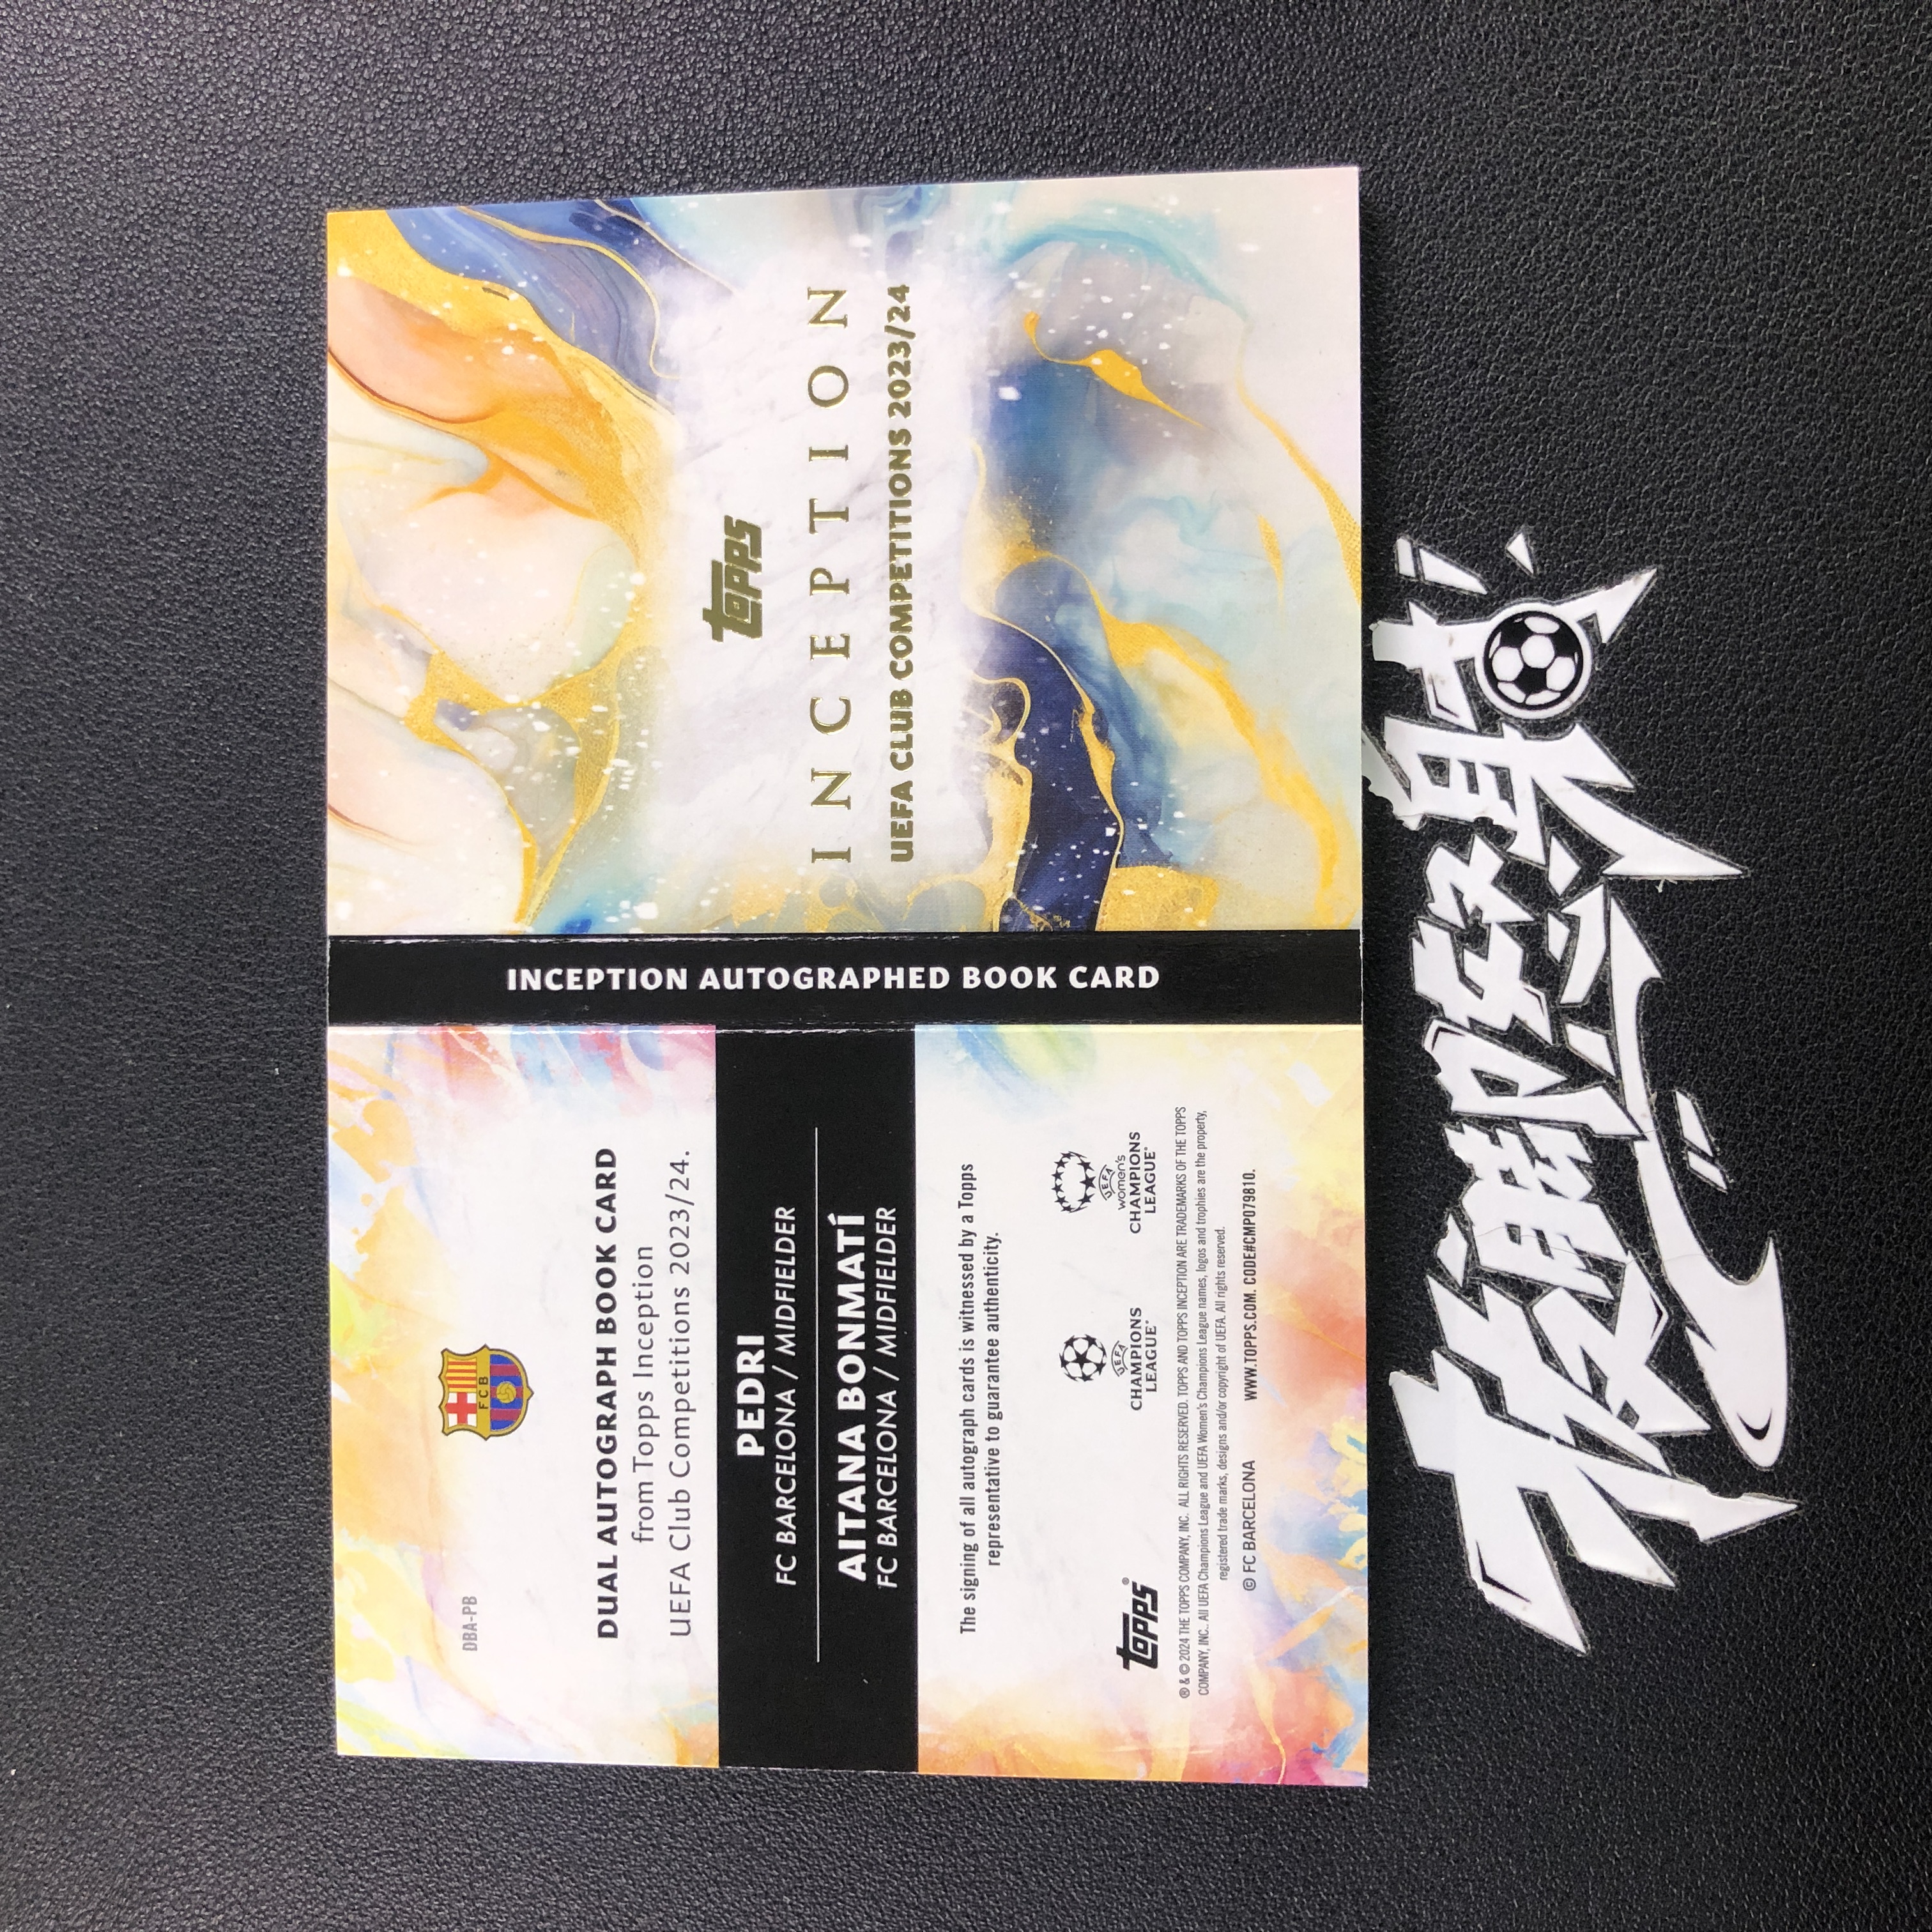 DBA-PB
FCB
DUAL AUTOGRAPH BOOK CARD
from Topps Inception
UEFA Club Competitions 2023/24.
PEDRI
FC BARCELONA / MIDFIELDER
AITANA BONMATÍ
FC BARCELONA / MIDFIELDER
The signing of all autograph cards is witnessed by a Topps
representative to guarantee authenticity.
topps®
UEFA
CHAMPIONS
LEAGUE®
UEFA
women's
CHAMPIONS
LEAGUE®
® & © 2024 THE TOPPS COMPANY, INC. ALL RIGHTS RESERVED. TOPPS AND TOPPS INCEPTION ARE TRADEMARKS OF THE TOPPS
COMPANY, INC.. All UEFA Champions League and UEFA Women's Champions League names, logos and trophies are the property,
registered trade marks, designs and/or copyright of UEFA. All rights reserved.
© FC BARCELONA WWW.TOPPS.COM. CODE#CMP079810.
INCEPTION AUTOGRAPHED BOOK CARD
topps
INCEPTION
UEFA CLUB COMPETITIONS 2023/24
拔脚怒射!